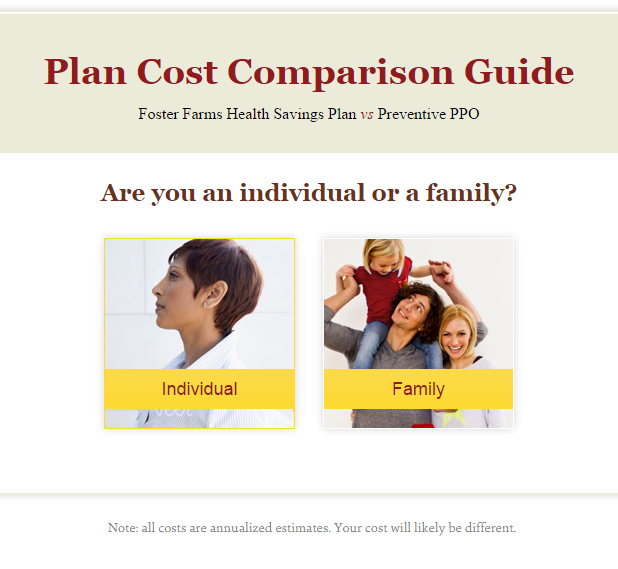 Plan Cost Comparison Guide
Foster Farms Health Savings Plan vs Preventive PPO
Are you an individual or a family?
Individual
Family
Note: all costs are annualized estimates. Your cost will likely be different.